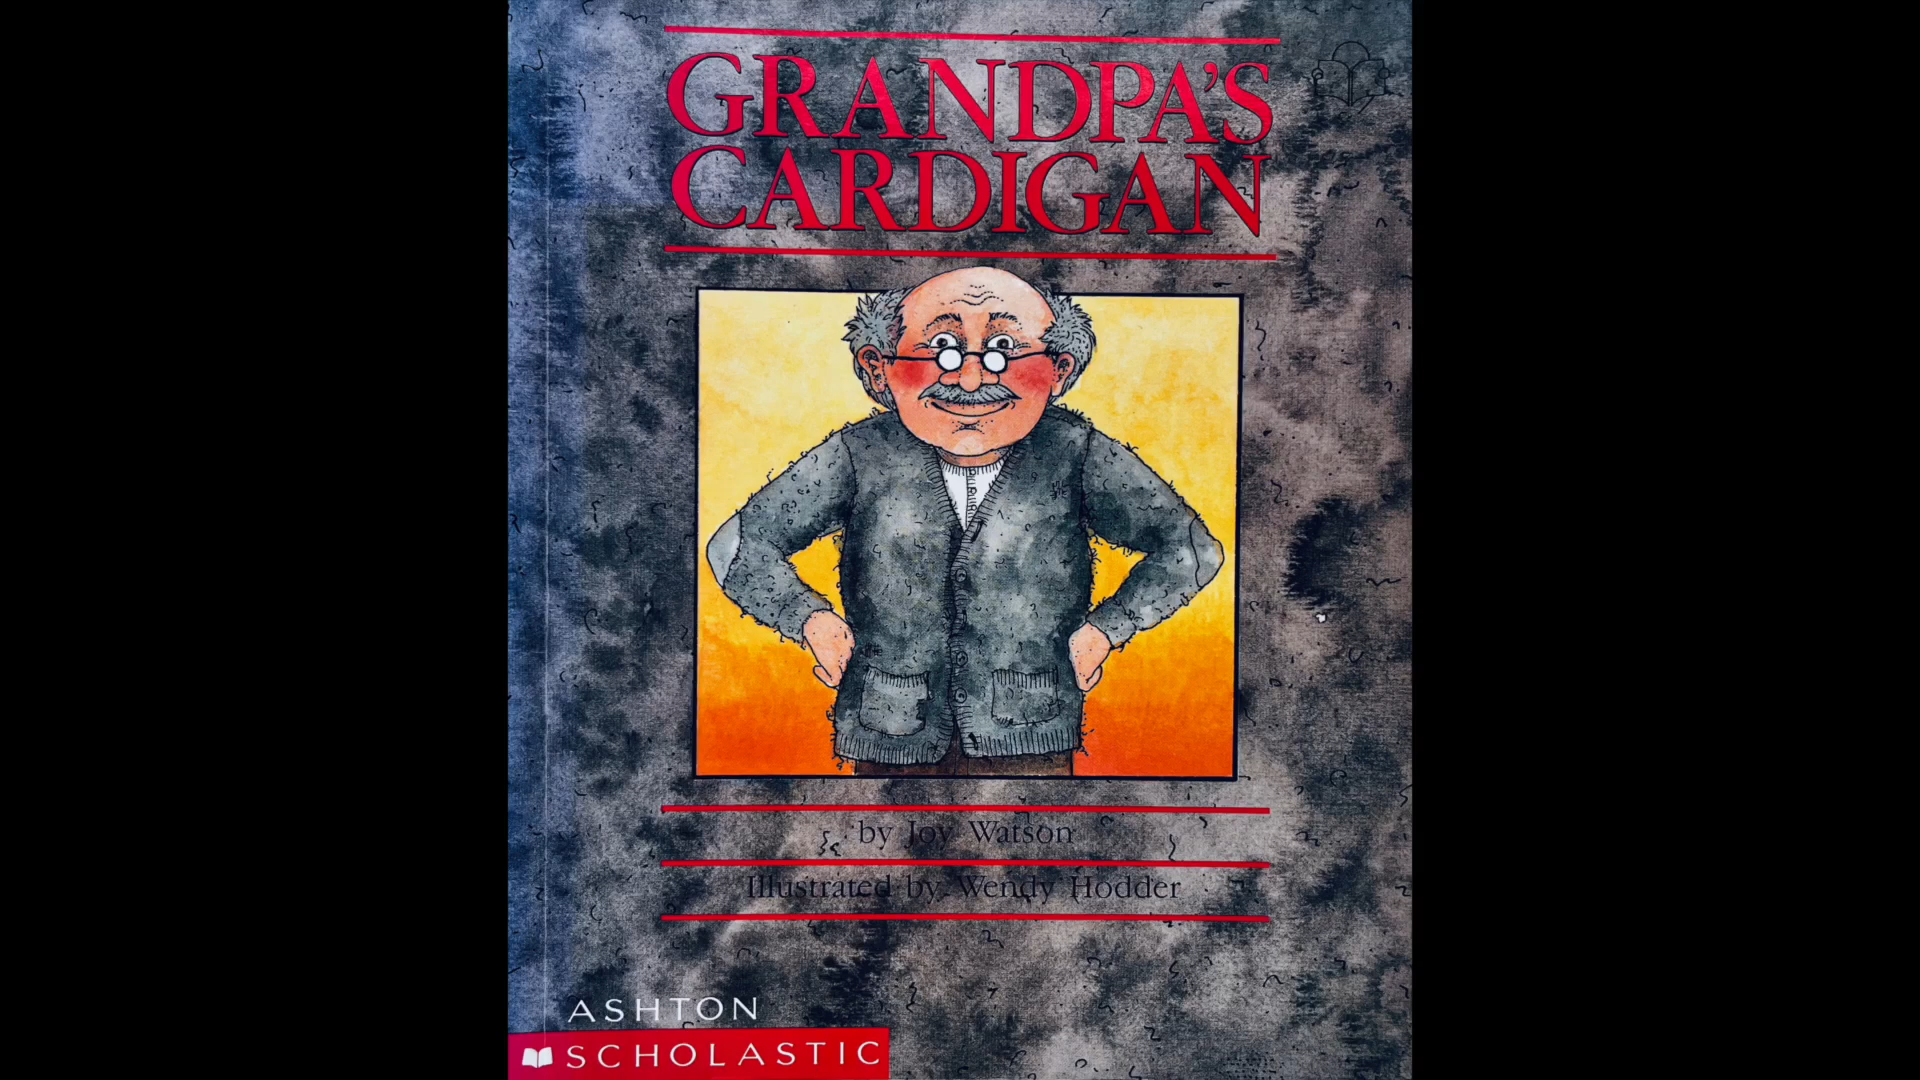 GRANDPA'S
CARDIGAN
by Joy Watson
Illustrated by Wendy Hodder
ASHTON
SCHOLASTIC